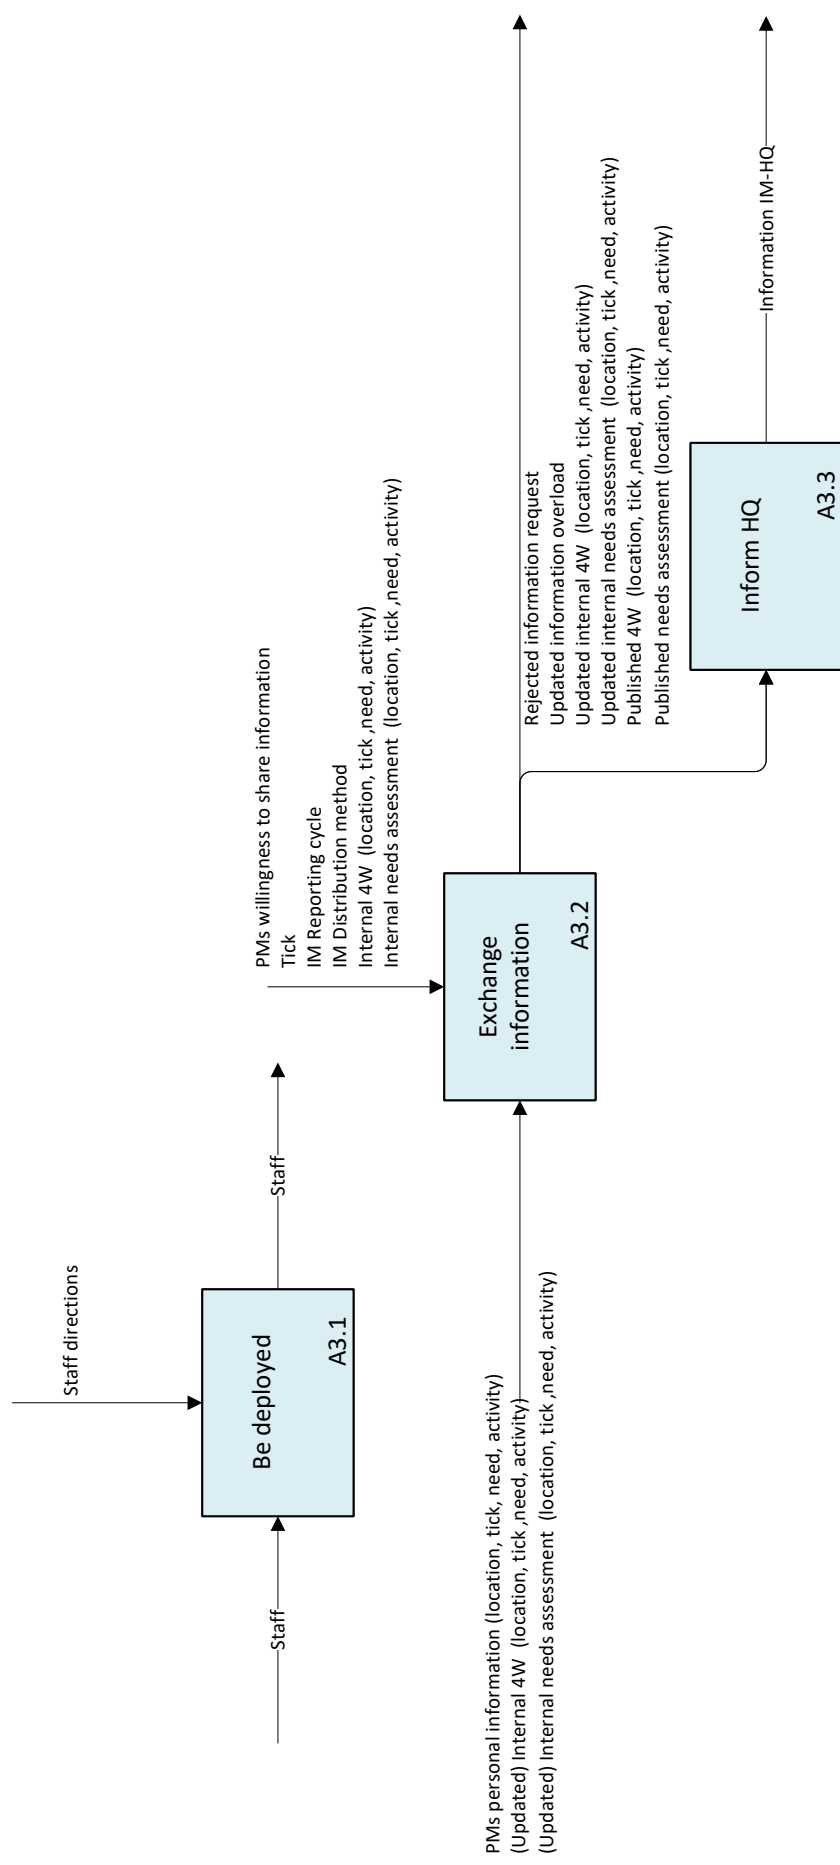 Staff directions
Staff
Be deployed
A3.1
Staff
PMs willingness to share information
Tick
IM Reporting cycle
IM Distribution method
Internal 4W (location, tick ,need, activity)
Internal needs assessment (location, tick ,need, activity)
PMs personal information (location, tick, need, activity)
(Updated) Internal 4W (location, tick ,need, activity)
(Updated) Internal needs assessment (location, tick ,need, activity)
Exchange
information
A3.2
Rejected information request
Updated information overload
Updated internal 4W (location, tick ,need, activity)
Updated internal needs assessment (location, tick ,need, activity)
Published 4W (location, tick ,need, activity)
Published needs assessment (location, tick ,need, activity)
Inform HQ
A3.3
Information IM-HQ